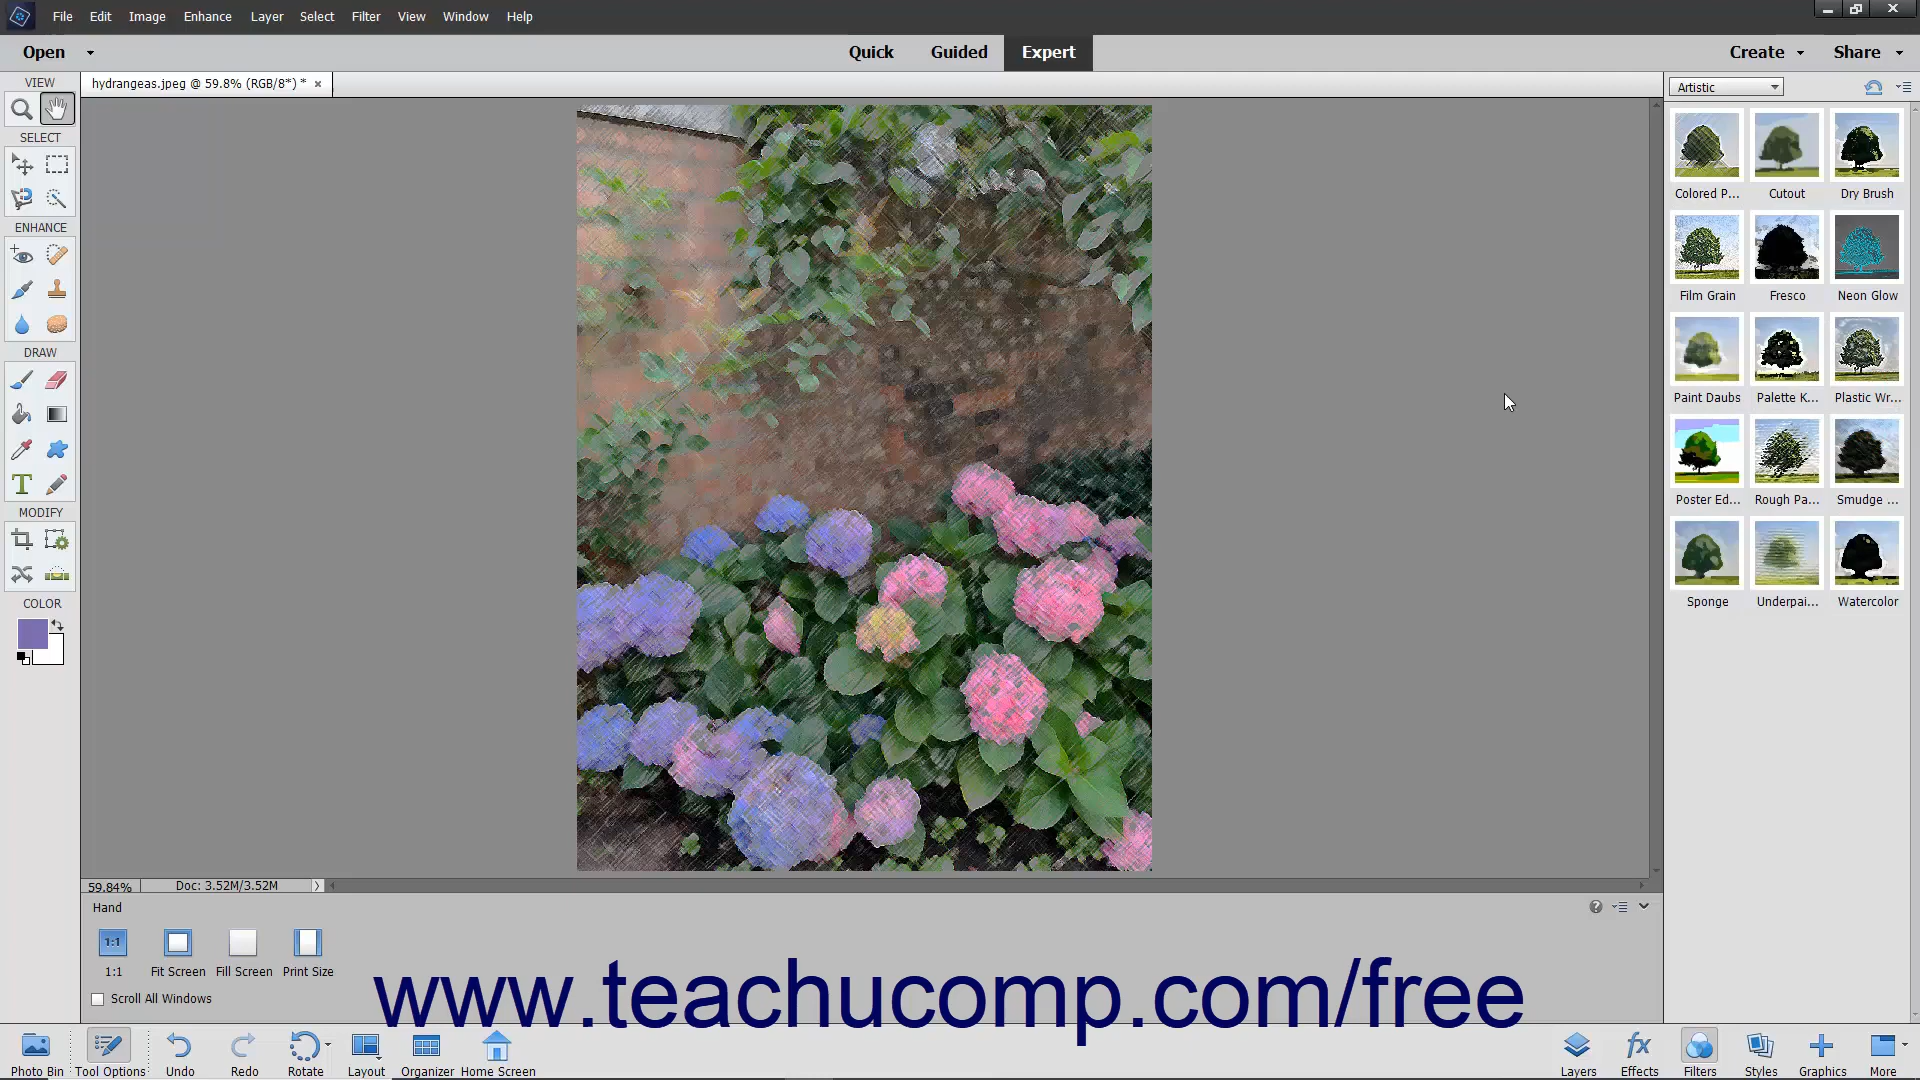 File Edit Image Enhance Layer Select Filter View Window Help
Open Quick Guided Expert Create Share
VIEW
hydrangeas.jpeg @ 59.8% (RGB/8*) * ×
Artistic
SELECT
Colored P... Cutout Dry Brush
ENHANCE
Film Grain Fresco Neon Glow
DRAW
Paint Daubs Palette K... Plastic Wr...
T
Poster Ed... Rough Pa... Smudge ...
MODIFY
COLOR
Sponge Underpai... Watercolor
59.84% Doc: 3.52M/3.52M
Hand
1:1
1:1 Fit Screen Fill Screen Print Size
Scroll All Windows
www.teachucomp.com/free
fx
Photo Bin Tool Options Undo Redo Rotate Layout Organizer Home Screen Layers Effects Filters Styles Graphics More